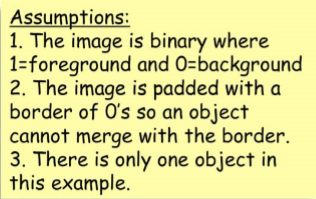 Assumptions:
1. The image is binary where
1=foreground and 0=background
2. The image is padded with a
border of 0's so an object
cannot merge with the border.
3. There is only one object in
this example.